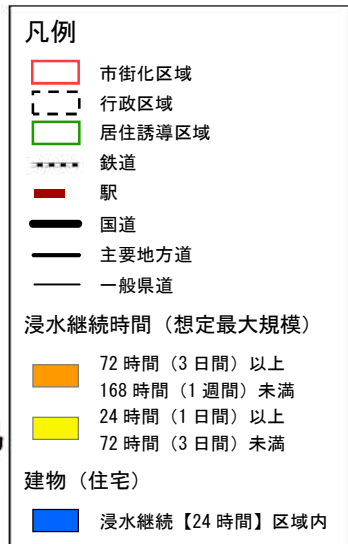 凡例
市街化区域
行政区域
居住誘導区域
鉄道
駅
国道
主要地方道
一般県道
浸水継続時間（想定最大規模）
72 時間（3 日間）以上
168 時間（1 週間）未満
24 時間（1 日間）以上
72 時間（3 日間）未満
建物（住宅）
浸水継続【24 時間】区域内